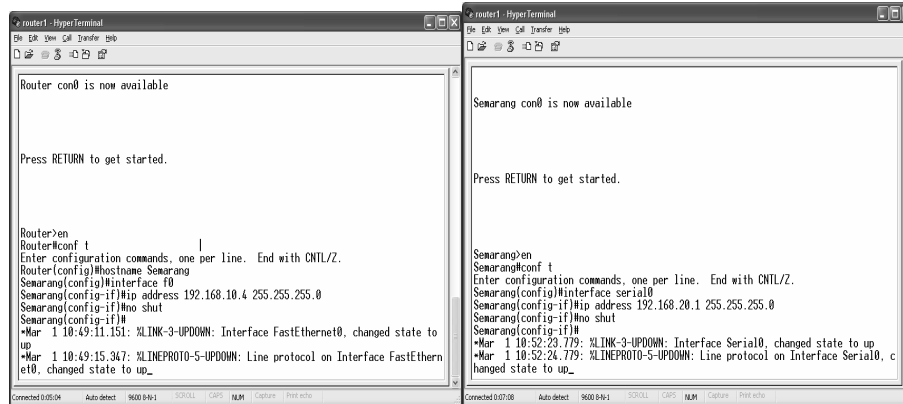 router1 - HyperTerminal
File Edit View Call Transfer Help
Router con0 is now available
Press RETURN to get started.
Router>en
Router#conf t
Enter configuration commands, one per line.  End with CNTL/Z.
Router(config)#hostname Semarang
Semarang(config)#interface f0
Semarang(config-if)#ip address 192.168.10.4 255.255.255.0
Semarang(config-if)#no shut
Semarang(config-if)#
*Mar  1 10:49:11.151: %LINK-3-UPDOWN: Interface FastEthernet0, changed state to
up
*Mar  1 10:49:15.347: %LINEPROTO-5-UPDOWN: Line protocol on Interface FastEthern
et0, changed state to up_
Connected 0:05:04 Auto detect 9600 8-N-1 SCROLL CAPS NUM Capture Print echo
router1 - HyperTerminal
File Edit View Call Transfer Help
Semarang con0 is now available
Press RETURN to get started.
Semarang>en
Semarang#conf t
Enter configuration commands, one per line.  End with CNTL/Z.
Semarang(config)#interface serial0
Semarang(config-if)#ip address 192.168.20.1 255.255.255.0
Semarang(config-if)#no shut
Semarang(config-if)#
*Mar  1 10:52:23.779: %LINK-3-UPDOWN: Interface Serial0, changed state to up
*Mar  1 10:52:24.779: %LINEPROTO-5-UPDOWN: Line protocol on Interface Serial0, c
hanged state to up_
Connected 0:07:08 Auto detect 9600 8-N-1 SCROLL CAPS NUM Capture Print echo